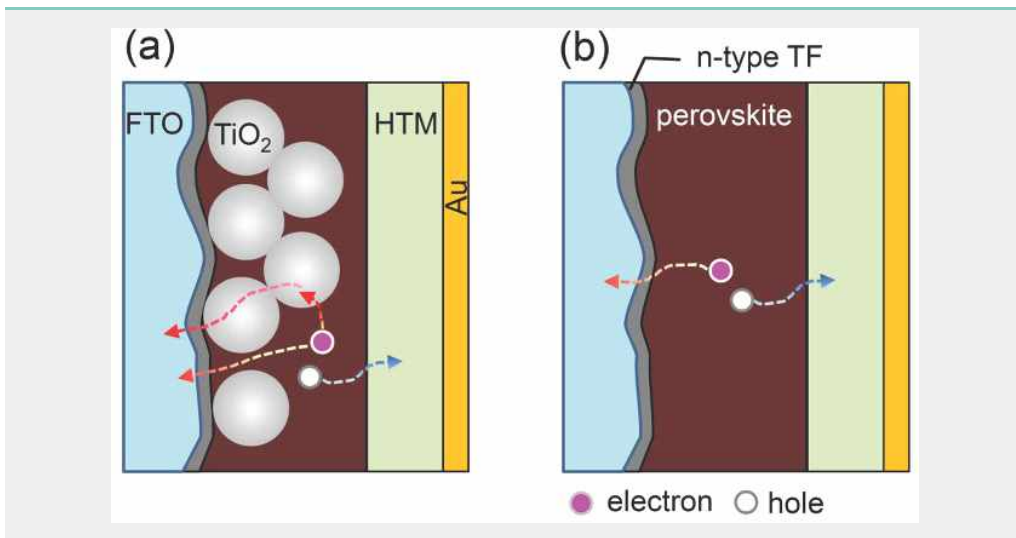 (a)
FTO
TiO₂
HTM
Au
(b)
n-type TF
perovskite
electron
hole